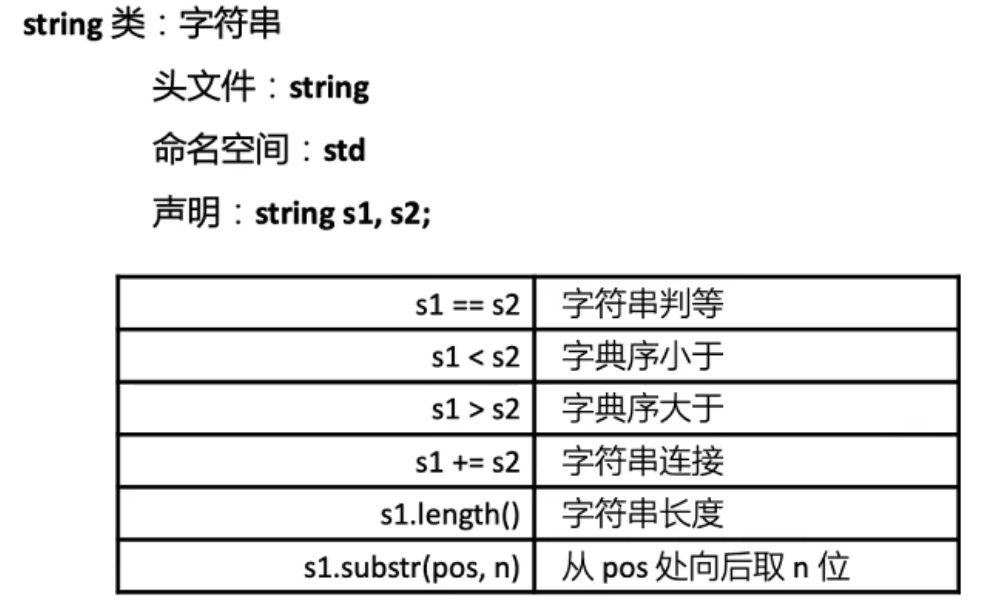 string 类：字符串
头文件：string
命名空间：std
声明：string s1, s2;
s1 == s2 字符串判等
s1 < s2 字典序小于
s1 > s2 字典序大于
s1 += s2 字符串连接
s1.length() 字符串长度
s1.substr(pos, n) 从 pos 处向后取 n 位